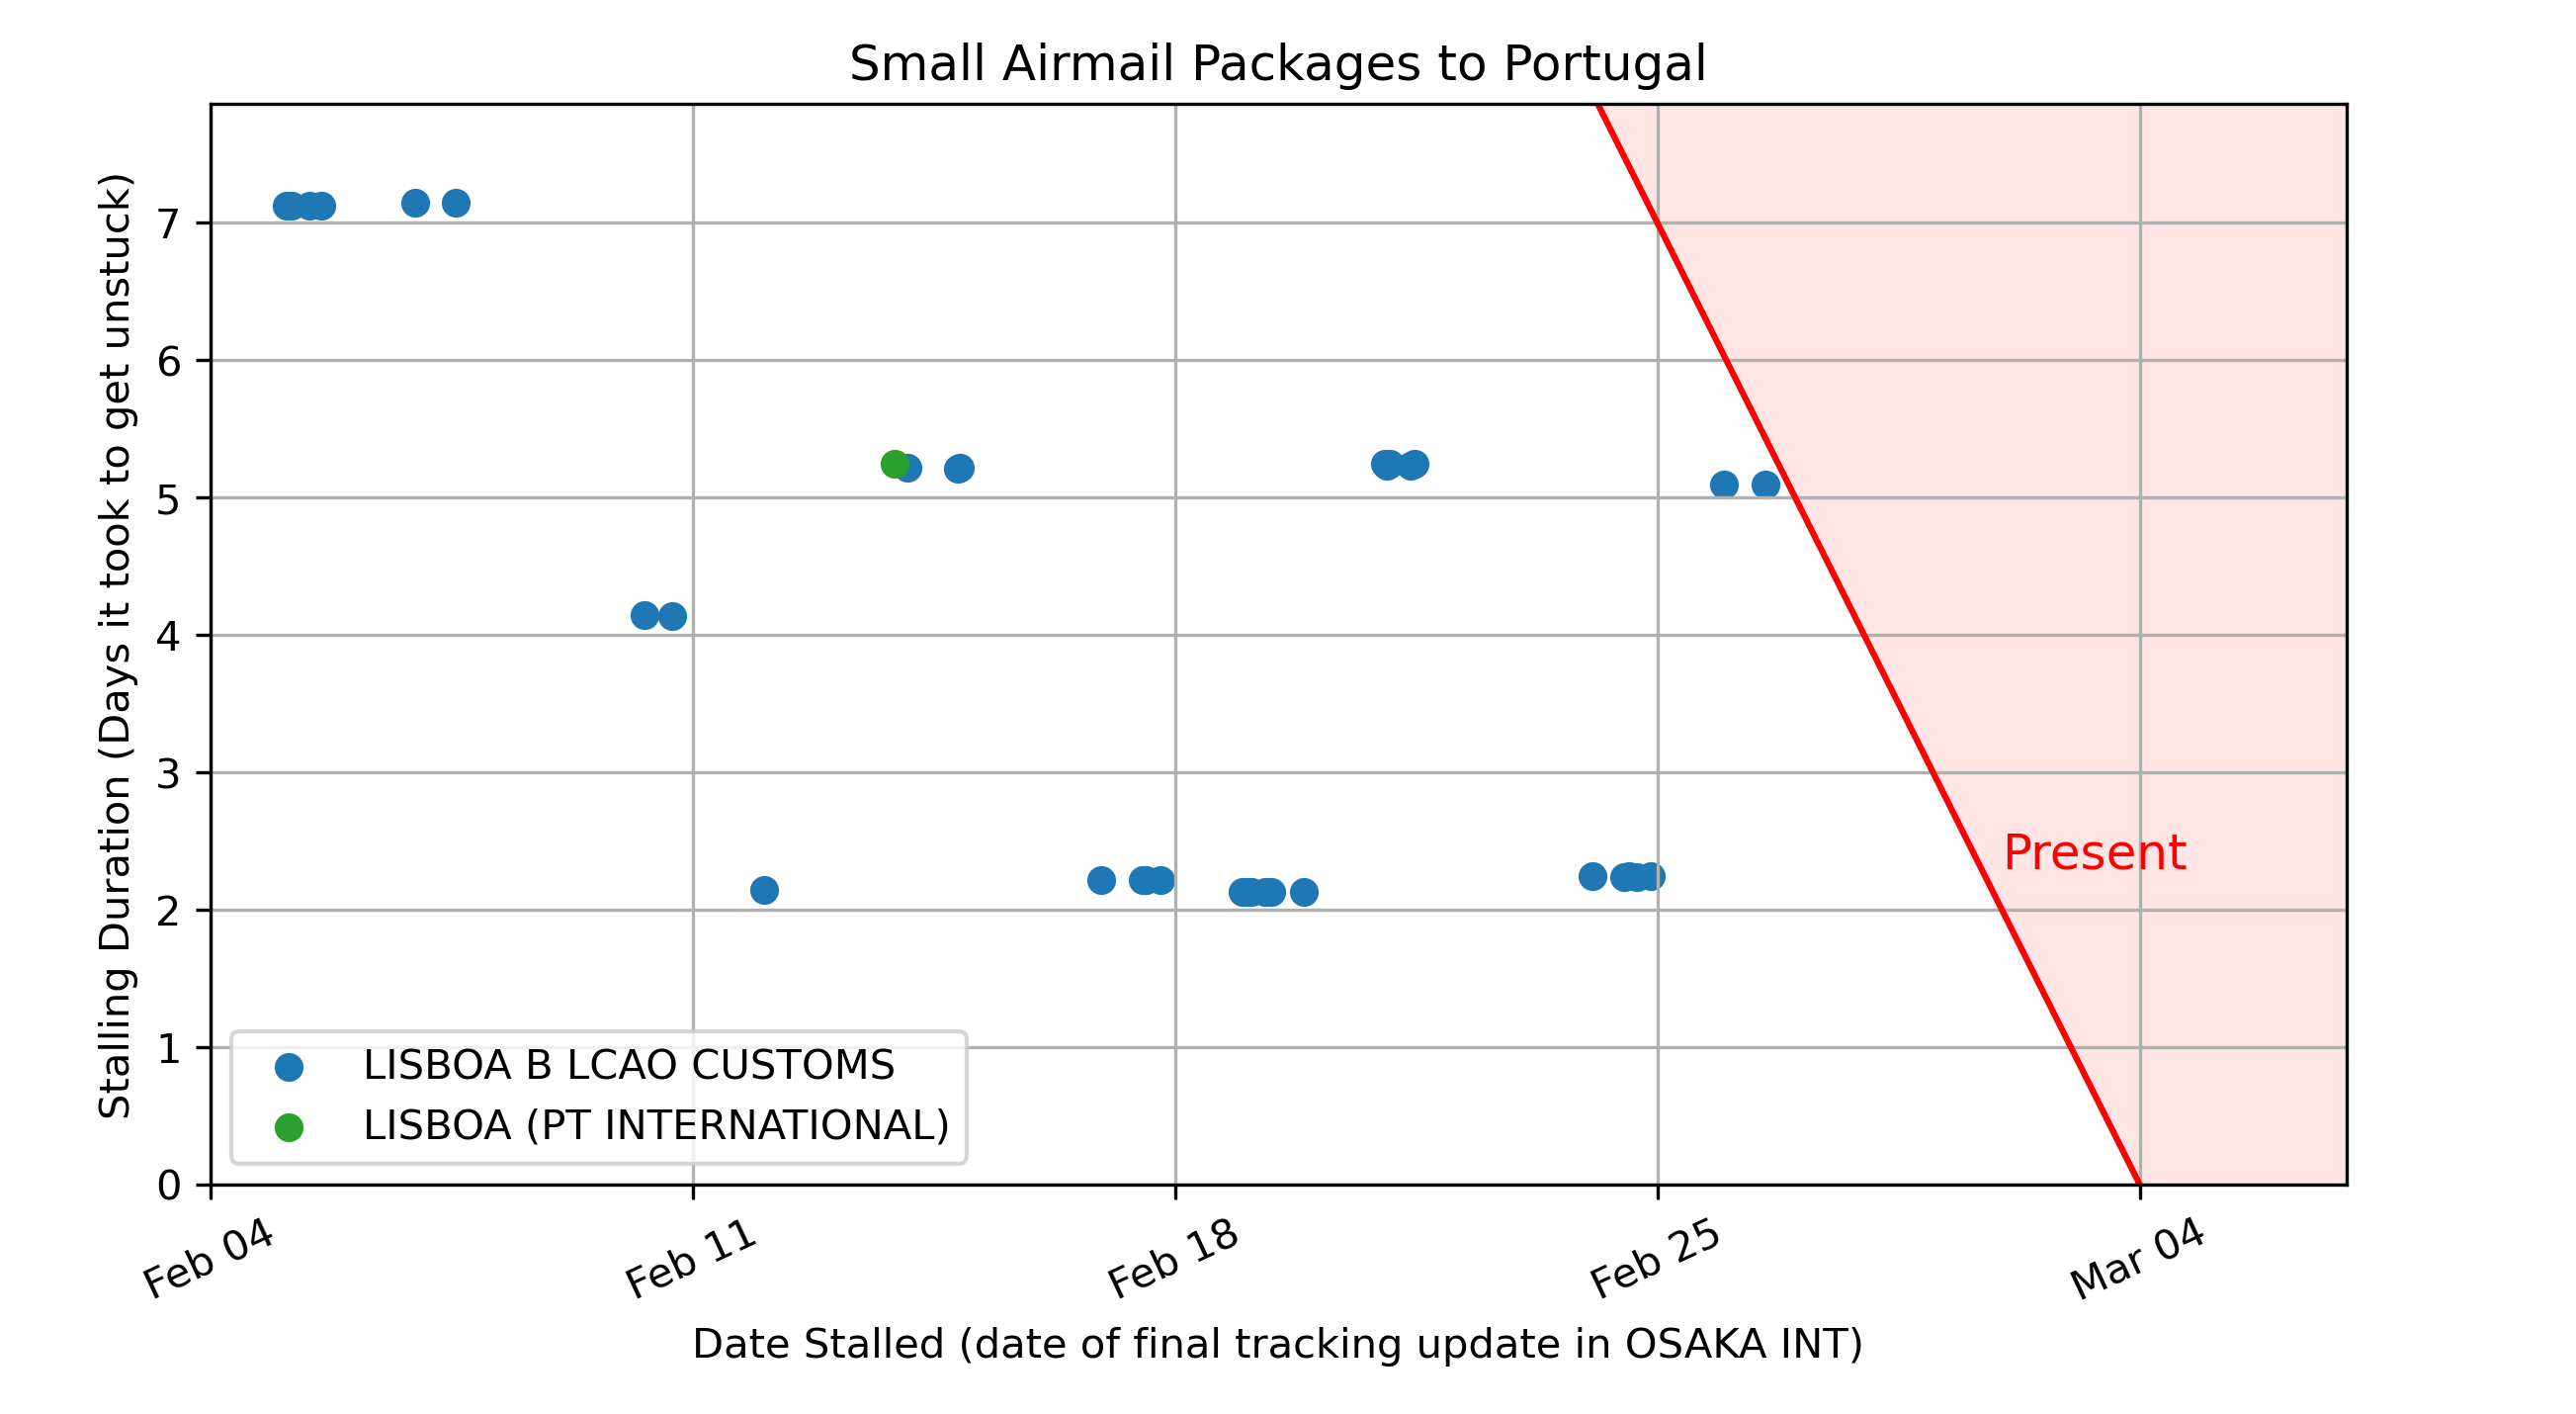 Small Airmail Packages to Portugal
Stalling Duration (Days it took to get unstuck)
7
6
5
4
3
2
1
0
Present
LISBOA B LCAO CUSTOMS
LISBOA (PT INTERNATIONAL)
Feb 04
Feb 11
Feb 18
Feb 25
Mar 04
Date Stalled (date of final tracking update in OSAKA INT)